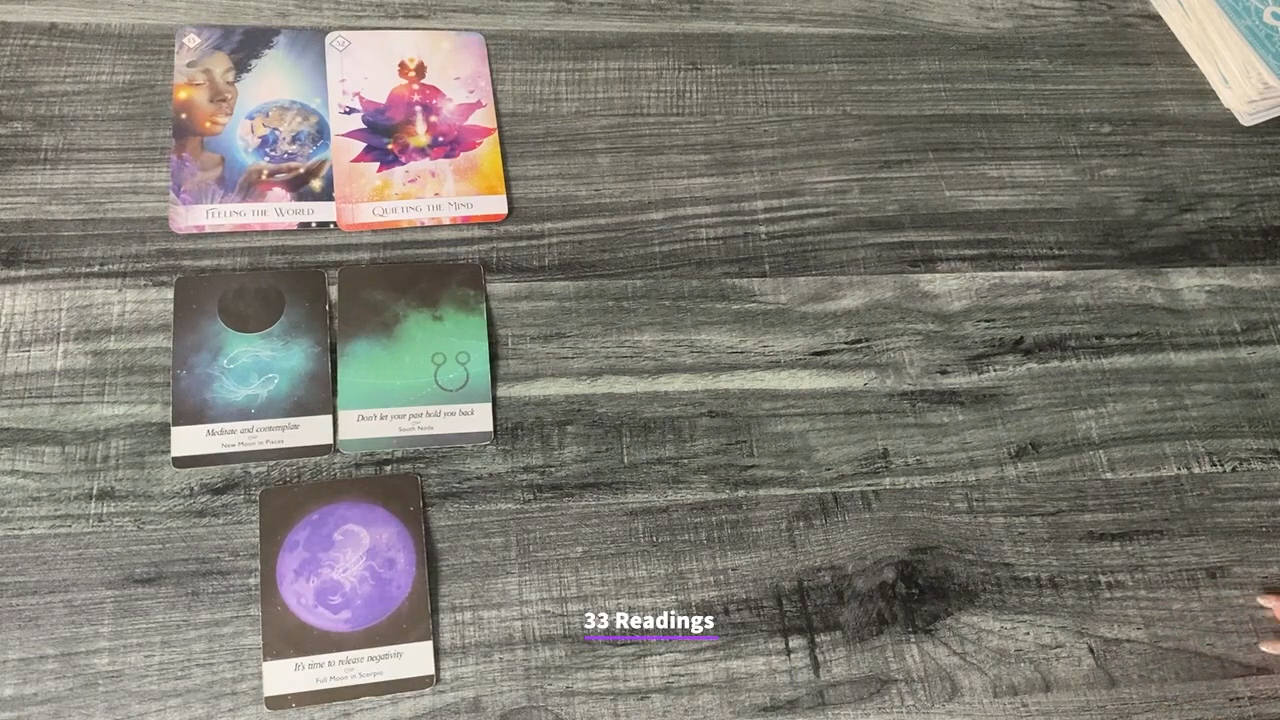 FEELING THE WORLD
52
QUIETING THE MIND
Meditate and contemplate
New Moon in Pisces
Don't let your past hold you back
South Node
It's time to release negativity
Full Moon in Scorpio
33 Readings